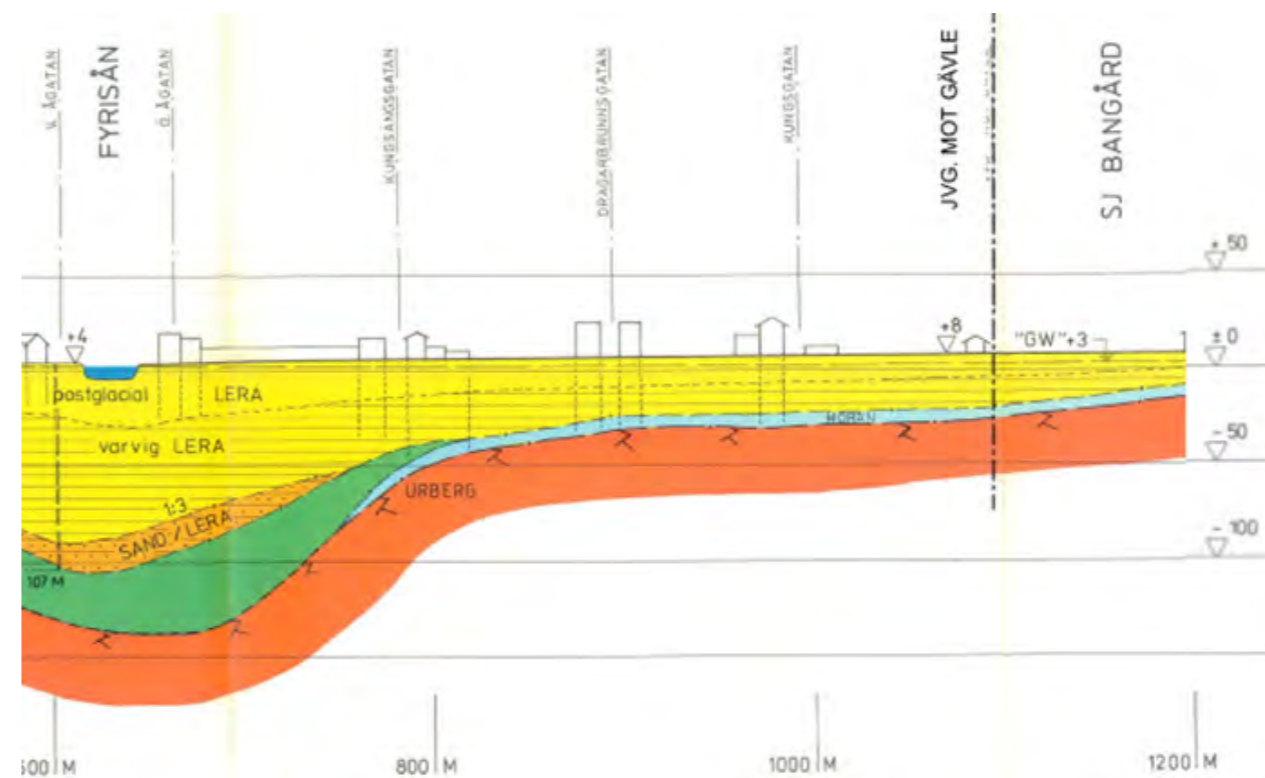 V. ÅGATAN
FYRISÅN
Ö. ÅGATAN
KUNGSÄNGSGATAN
DRAGARBRUNNSGATAN
KUNGSGATAN
JVG. MOT GÄVLE
SJ BANGÅRD
+ 50
+4
+8
"GW"+3
± 0
postglacial LERA
MORÄN
varvig LERA
- 50
URBERG
1:3
SAND / LERA
- 100
107 M
600 M
800 M
1000 M
1200 M